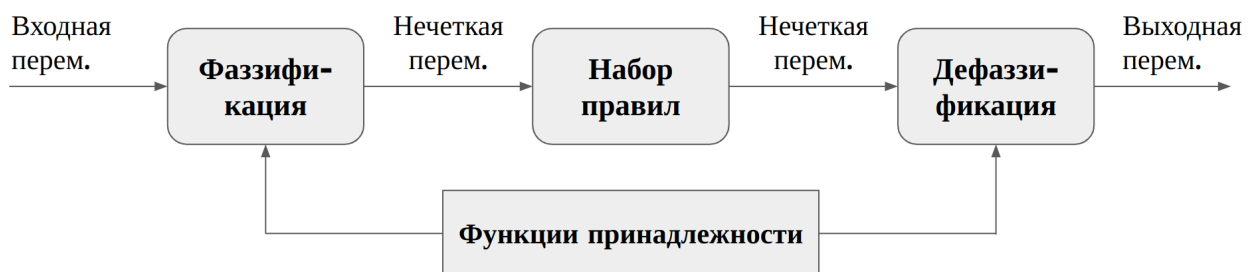 Входная
перем.
Фаззифи-
кация
Нечеткая
перем.
Набор
правил
Нечеткая
перем.
Дефаззи-
фикация
Выходная
перем.
Функции принадлежности